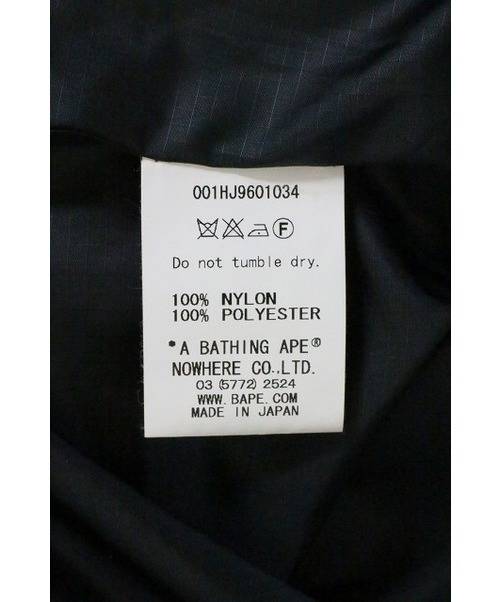 001HJ9601034
F
Do not tumble dry.
100% NYLON
100% POLYESTER
*A BATHING APE®
NOWHERE CO.,LTD.
03 (5772) 2524
WWW. BAPE. COM
MADE IN JAPAN